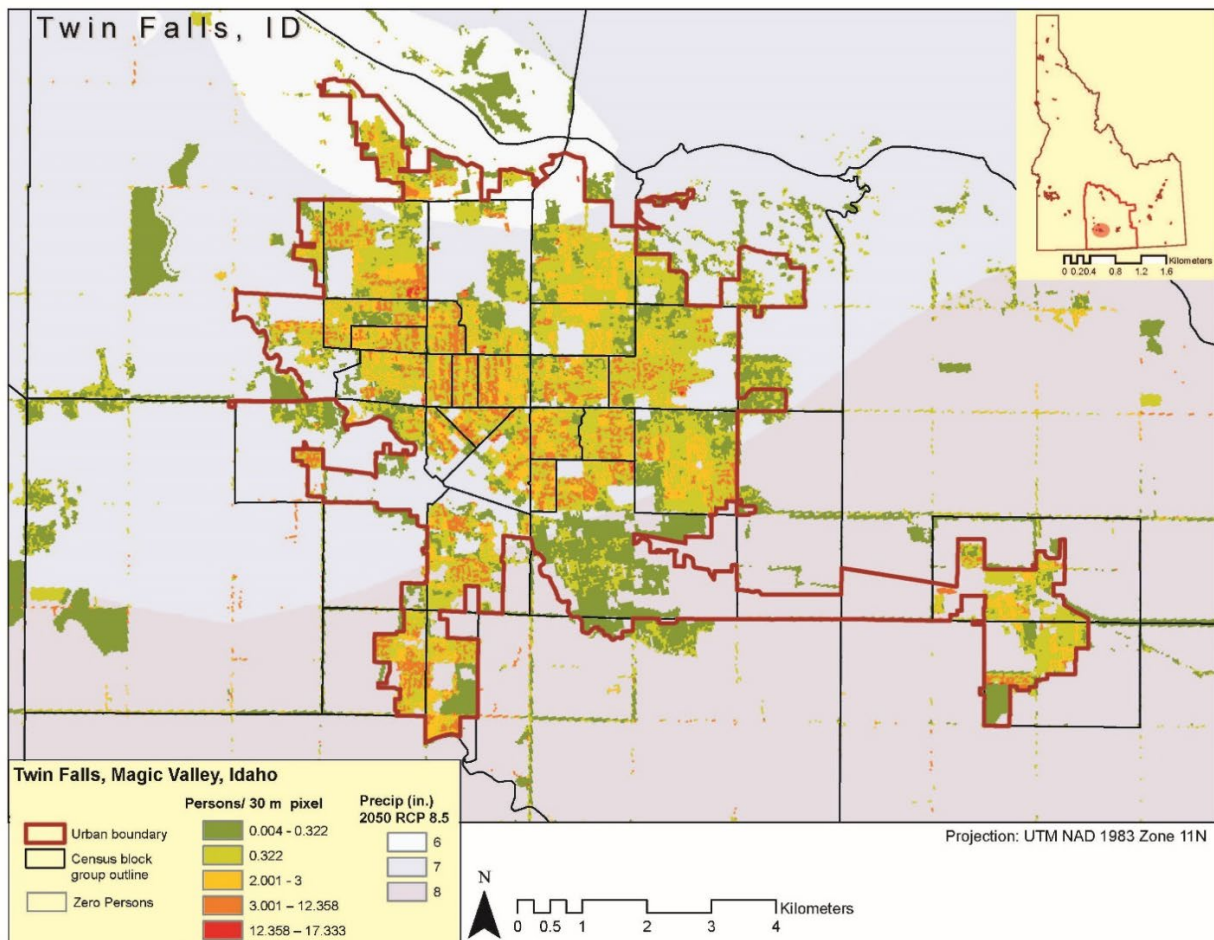 Twin Falls, ID
0 0.20.4 0.8 1.2 1.6
Kilometers
Twin Falls, Magic Valley, Idaho
Urban boundary
Census block
group outline
Zero Persons
Persons/ 30 m pixel
0.004 - 0.322
0.322
2.001 - 3
3.001 - 12.358
12.358 – 17.333
Precip (in.)
2050 RCP 8.5
6
7
8
Projection: UTM NAD 1983 Zone 11N
N
Kilometers
0 0.5 1 2 3 4